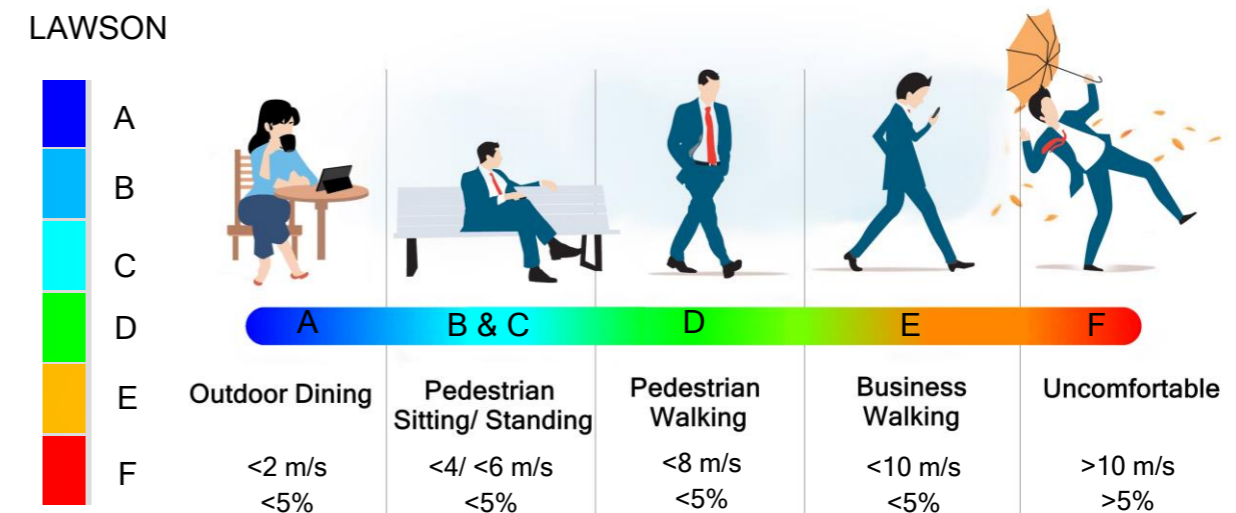 LAWSON
A
B
C
D
E
F
A
B & C
D
E
F
Outdoor Dining
<2 m/s
<5%
Pedestrian
Sitting/ Standing
<4/ <6 m/s
<5%
Pedestrian
Walking
<8 m/s
<5%
Business
Walking
<10 m/s
<5%
Uncomfortable
>10 m/s
>5%